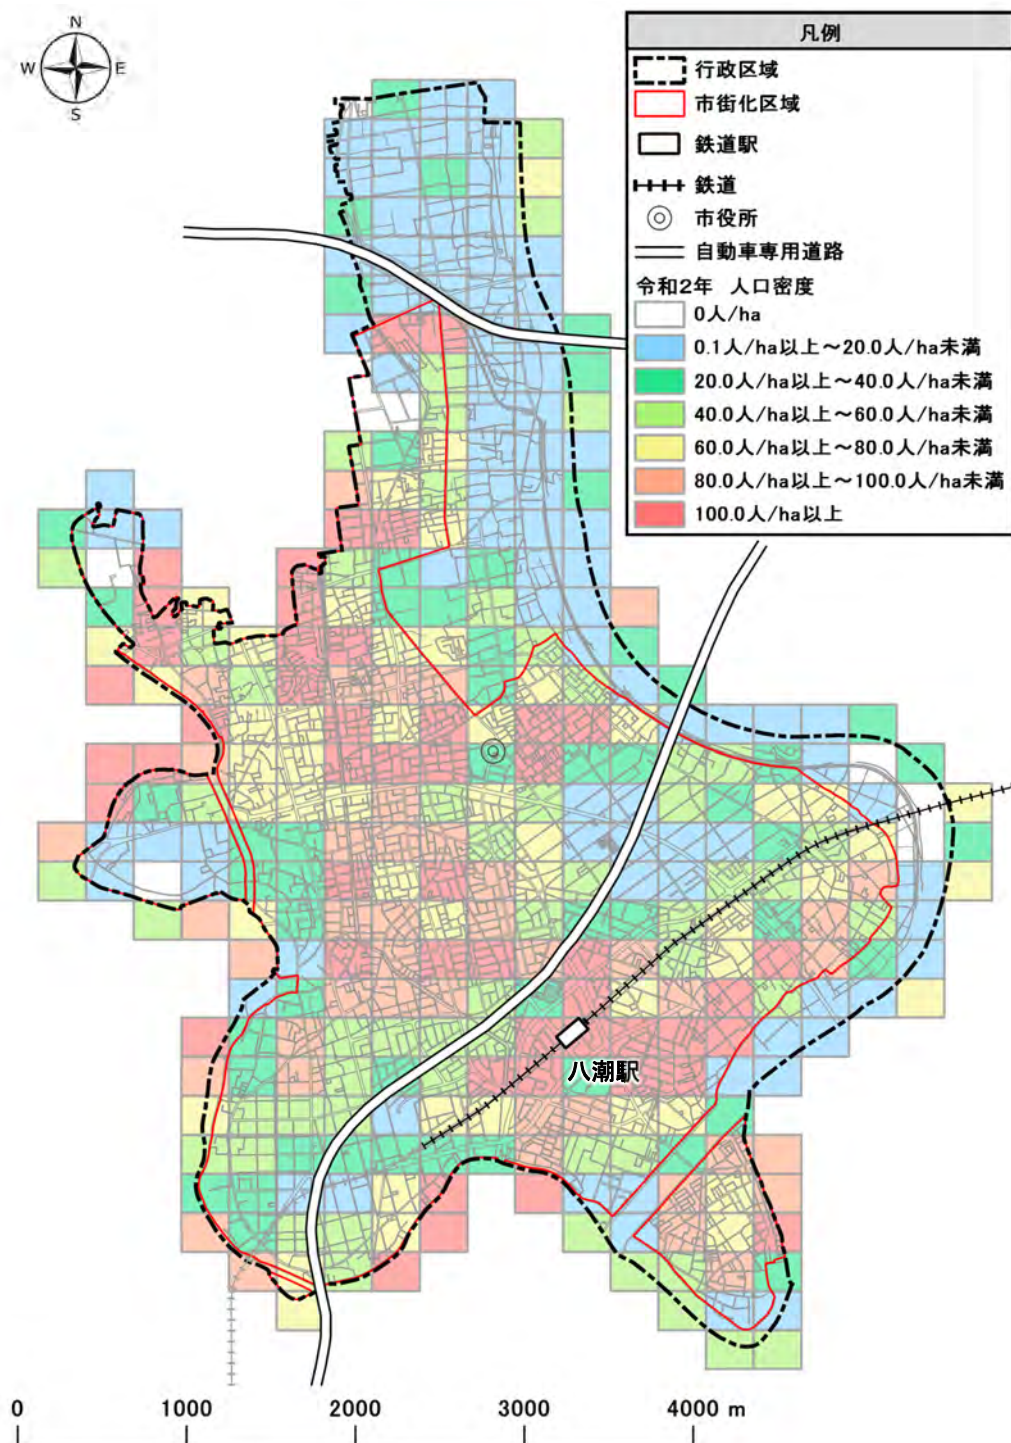 N
W E
S
凡例
行政区域
市街化区域
鉄道駅
鉄道
市役所
自動車専用道路
令和2年 人口密度
0人/ha
0.1人/ha以上～20.0人/ha未満
20.0人/ha以上～40.0人/ha未満
40.0人/ha以上～60.0人/ha未満
60.0人/ha以上～80.0人/ha未満
80.0人/ha以上～100.0人/ha未満
100.0人/ha以上
八潮駅
0 1000 2000 3000 4000 m